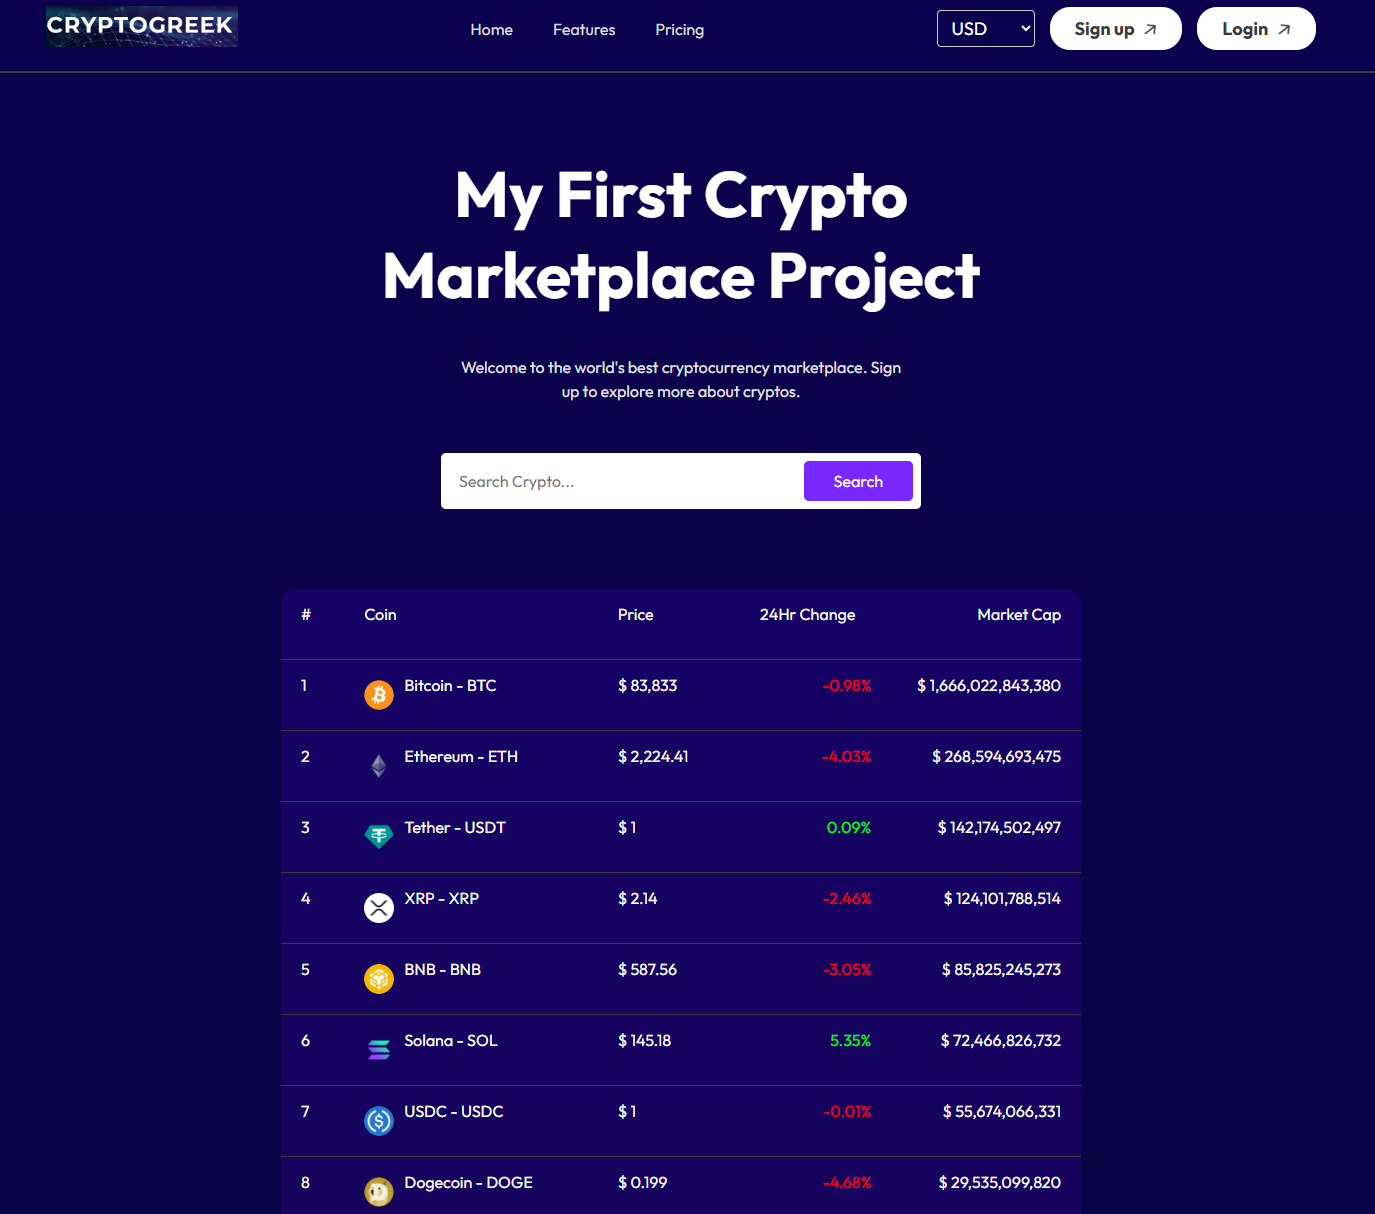 CRYPTOGREEK
Home Features Pricing
USD
Sign up
Login
My First Crypto
Marketplace Project
Welcome to the world's best cryptocurrency marketplace. Sign
up to explore more about cryptos.
Search Crypto... Search
# Coin Price 24Hr Change Market Cap
1 Bitcoin - BTC $ 83,833 -0.98% $ 1,666,022,843,380
2 Ethereum - ETH $ 2,224.41 -4.03% $ 268,594,693,475
3 Tether - USDT $ 1 0.09% $ 142,174,502,497
4 XRP - XRP $ 2.14 -2.46% $ 124,101,788,514
5 BNB - BNB $ 587.56 -3.05% $ 85,825,245,273
6 Solana - SOL $ 145.18 5.35% $ 72,466,826,732
7 USDC - USDC $ 1 -0.01% $ 55,674,066,331
8 Dogecoin - DOGE $ 0.199 -4.68% $ 29,535,099,820